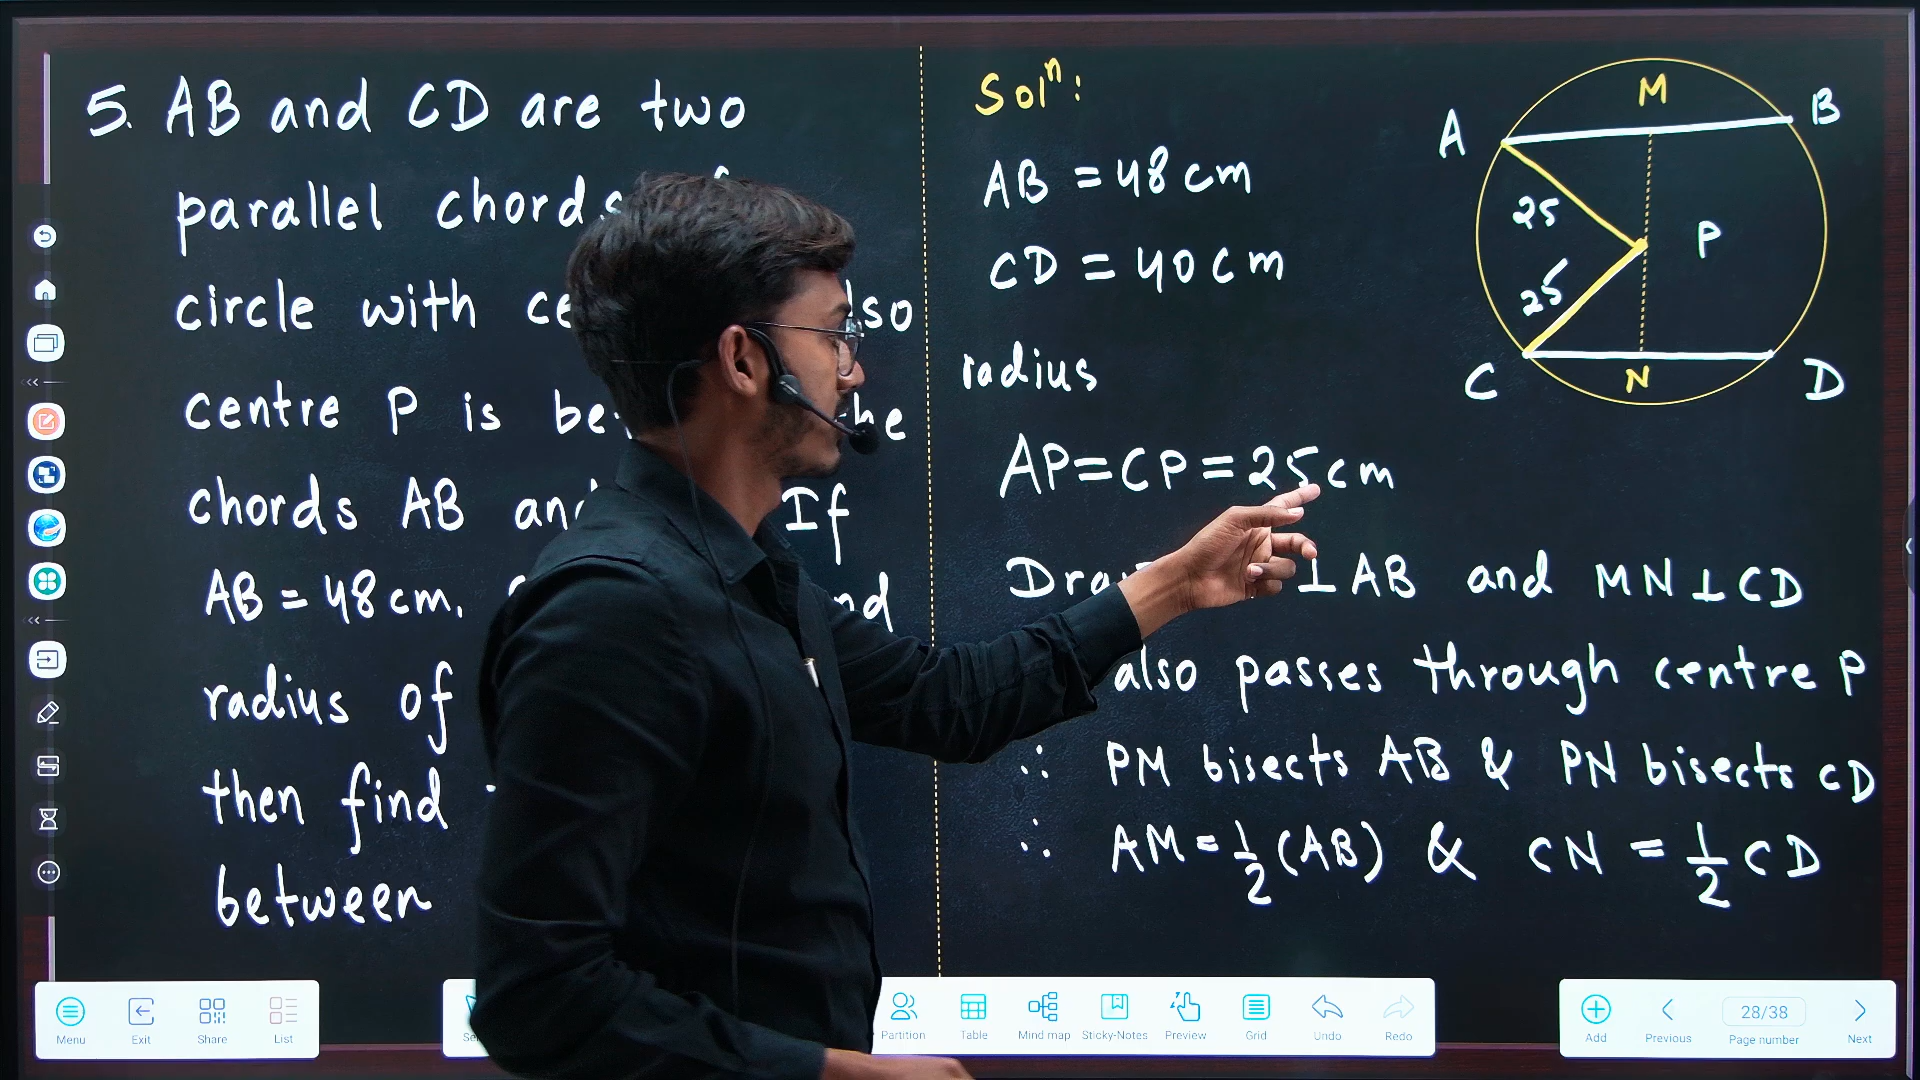 5. AB and CD are two
parallel chords
circle with also
centre P is the
chords AB If
AB = 48 cm.
radius of
then find
between
Solⁿ:
AB = 48 cm
CD = 40 cm
radius
AP = CP = 25 cm
⊥ AB and MN ⊥ CD
also passes through centre P
∴ PM bisects AB & PN bisects CD
∴ AM = 1/2 (AB) & CN = 1/2 CD
M
A B
25
P
25
C N D
Menu Exit Share List
Partition Table Mind map Sticky-Notes Preview Grid Undo Redo
Add Previous 28/38 Page number Next